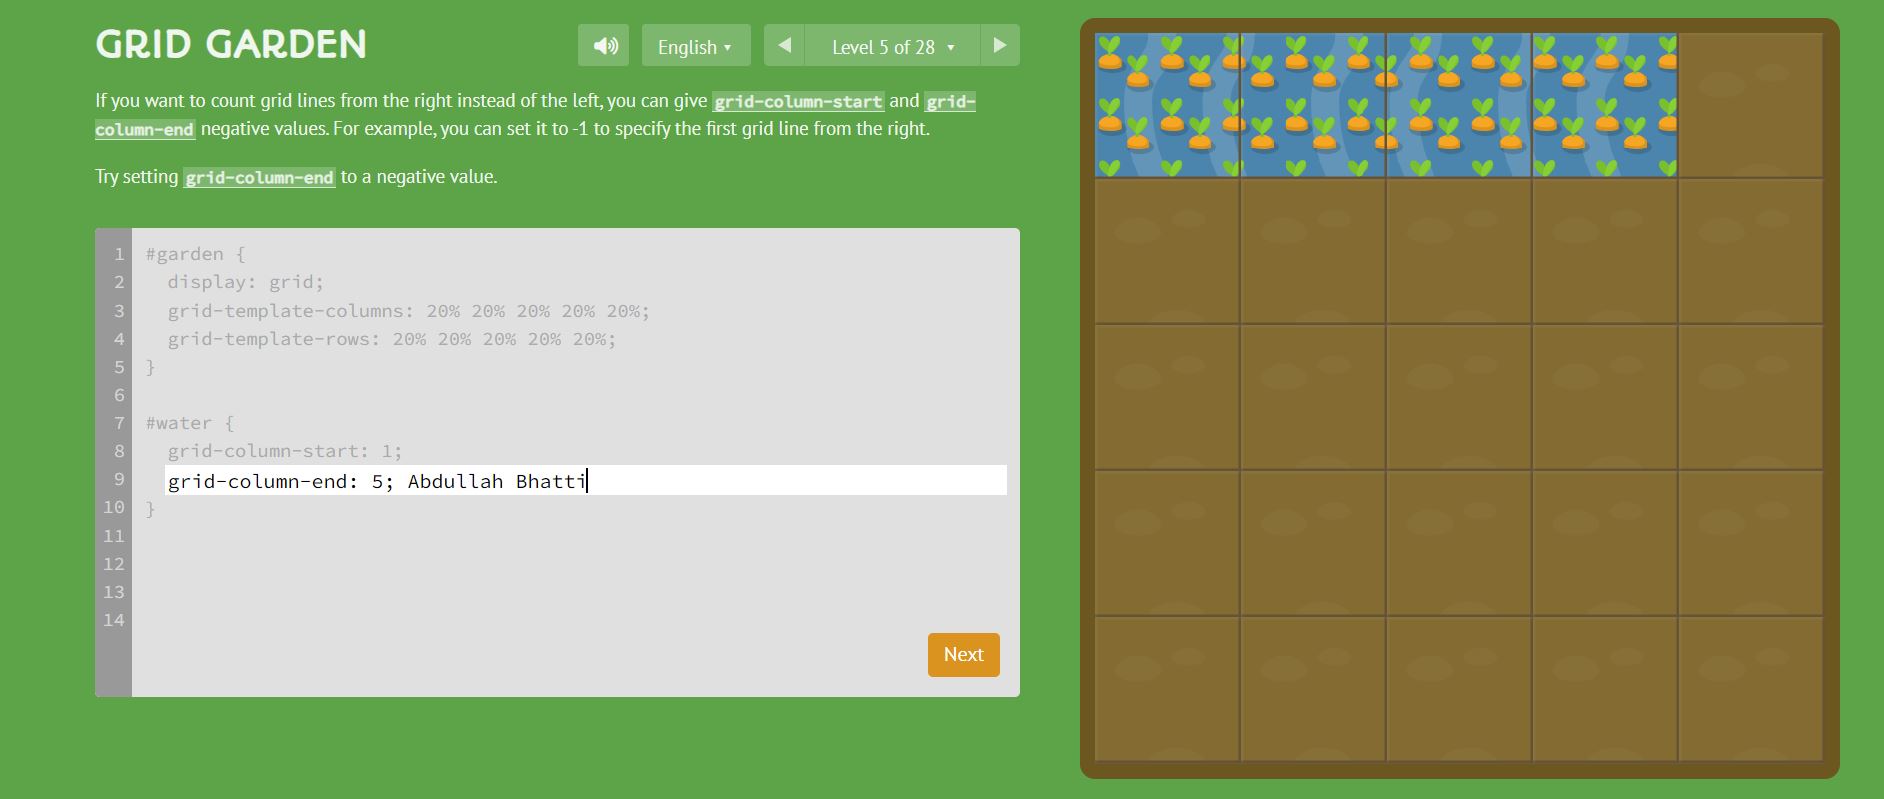 GRID GARDEN
English ▾
Level 5 of 28 ▾
If you want to count grid lines from the right instead of the left, you can give grid-column-start and grid-
column-end negative values. For example, you can set it to -1 to specify the first grid line from the right.
Try setting grid-column-end to a negative value.
1 #garden {
2 display: grid;
3 grid-template-columns: 20% 20% 20% 20% 20%;
4 grid-template-rows: 20% 20% 20% 20% 20%;
5 }
6
7 #water {
8 grid-column-start: 1;
9 grid-column-end: 5; Abdullah Bhatti
10 }
11
12
13
14
Next